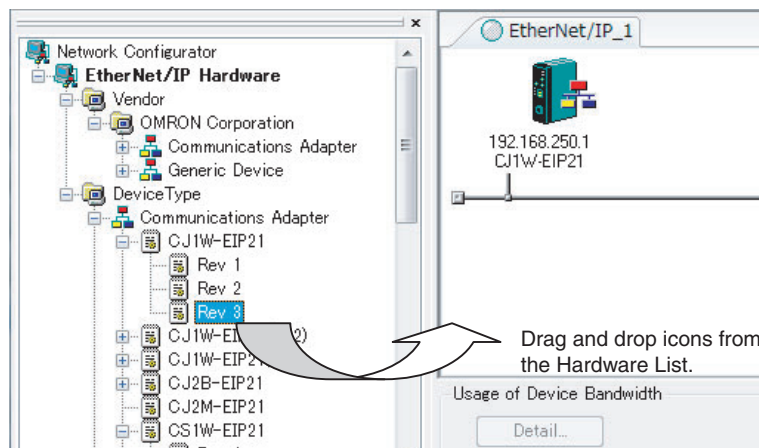 Network Configurator
EtherNet/IP Hardware
Vendor
OMRON Corporation
Communications Adapter
Generic Device
DeviceType
Communications Adapter
CJ1W-EIP21
Rev 1
Rev 2
Rev 3
2)
CJ1W-EIP21
CJ2B-EIP21
CJ2M-EIP21
CS1W-EIP21
EtherNet/IP_1
192.168.250.1
CJ1W-EIP21
Drag and drop icons from
the Hardware List.
Usage of Device Bandwidth
Detail...